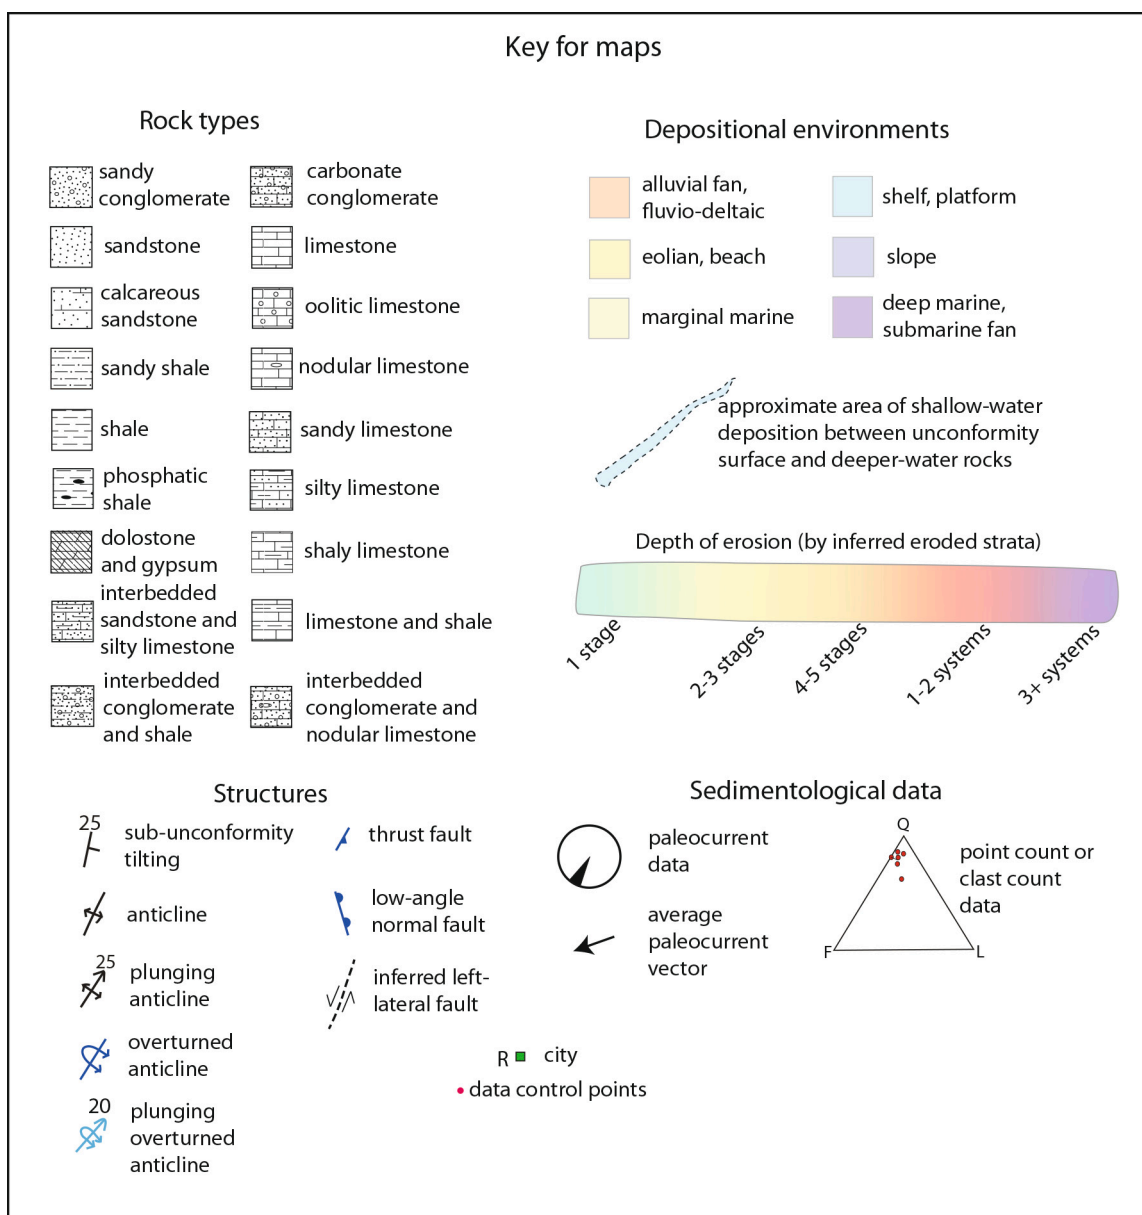 Key for maps
Rock types
sandy
conglomerate
carbonate
conglomerate
sandstone
limestone
calcareous
sandstone
oolitic limestone
sandy shale
nodular limestone
shale
sandy limestone
phosphatic
shale
silty limestone
dolostone
and gypsum
shaly limestone
interbedded
sandstone and
silty limestone
limestone and shale
interbedded
conglomerate
and shale
interbedded
conglomerate and
nodular limestone
Depositional environments
alluvial fan,
fluvio-deltaic
shelf, platform
eolian, beach
slope
marginal marine
deep marine,
submarine fan
approximate area of shallow-water
deposition between unconformity
surface and deeper-water rocks
Depth of erosion (by inferred eroded strata)
1 stage
2-3 stages
4-5 stages
1-2 systems
3+ systems
Structures
25
sub-unconformity
tilting
thrust fault
anticline
low-angle
normal fault
25
plunging
anticline
inferred left-
lateral fault
overturned
anticline
20
plunging
overturned
anticline
Sedimentological data
paleocurrent
data
Q
F
L
point count or
clast count
data
average
paleocurrent
vector
R
city
data control points